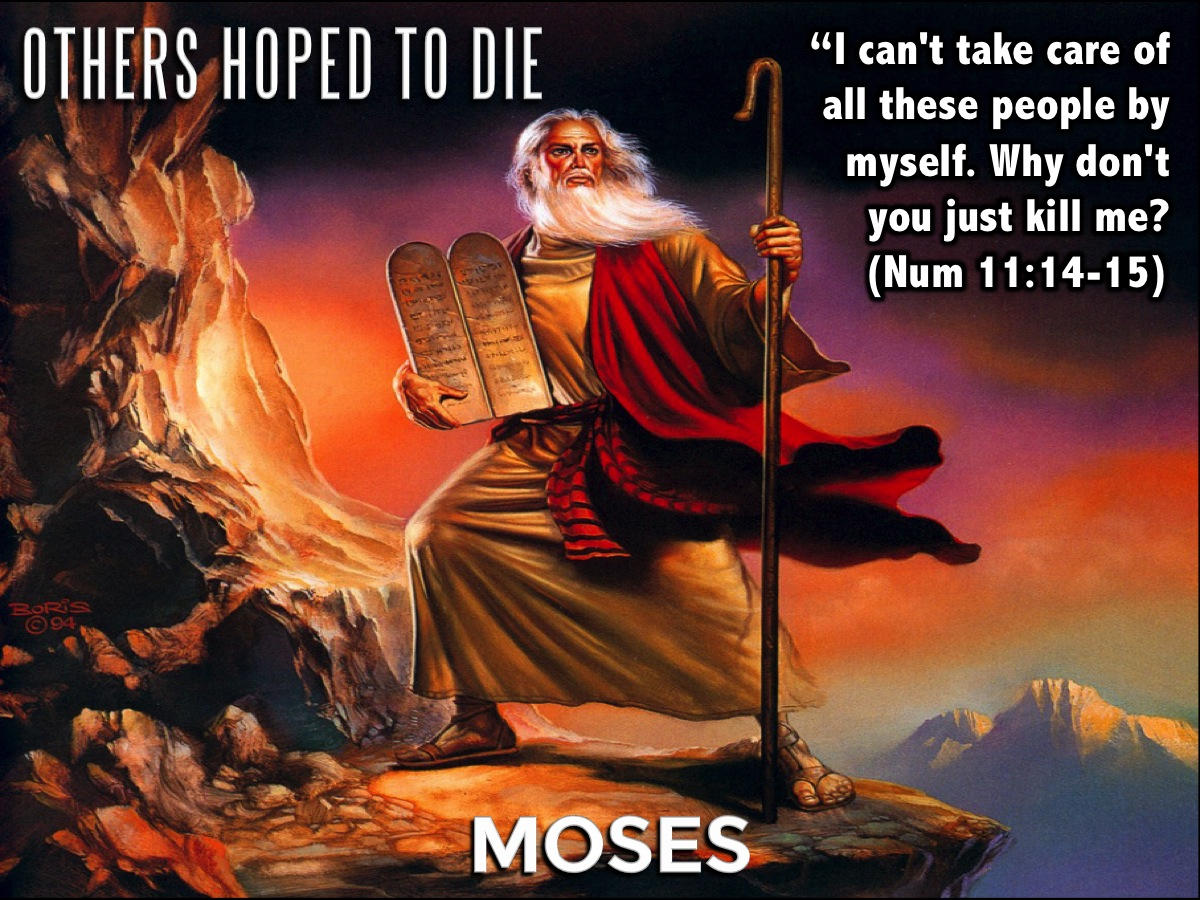 OTHERS HOPED TO DIE
“I can't take care of
all these people by
myself. Why don't
you just kill me?
(Num 11:14-15)
BORIS
© 94
MOSES